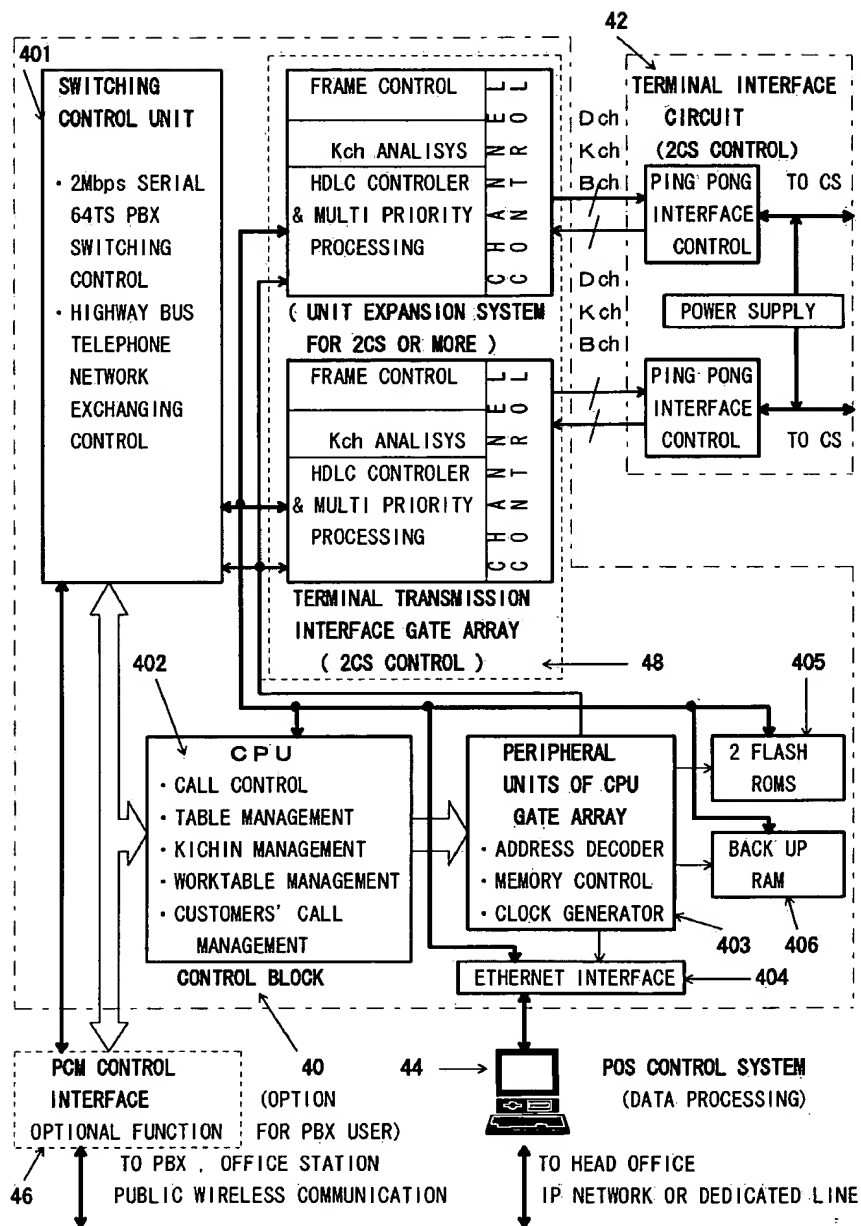 401
SWITCHING
CONTROL UNIT
・2Mbps SERIAL
64TS PBX
SWITCHING
CONTROL
・HIGHWAY BUS
TELEPHONE
NETWORK
EXCHANGING
CONTROL
FRAME CONTROL
Kch ANALISYS
HDLC CONTROLER
& MULTI PRIORITY
PROCESSING
CHANNEL
CONTROL
( UNIT EXPANSION SYSTEM
FOR 2CS OR MORE )
FRAME CONTROL
Kch ANALISYS
HDLC CONTROLER
& MULTI PRIORITY
PROCESSING
CHANNEL
CONTROL
TERMINAL TRANSMISSION
INTERFACE GATE ARRAY
( 2CS CONTROL )
48
Dch
Kch
Bch
Dch
Kch
Bch
42
TERMINAL INTERFACE
CIRCUIT
(2CS CONTROL)
PING PONG
INTERFACE
CONTROL
TO CS
POWER SUPPLY
PING PONG
INTERFACE
CONTROL
TO CS
402
CPU
・CALL CONTROL
・TABLE MANAGEMENT
・KICHIN MANAGEMENT
・WORKTABLE MANAGEMENT
・CUSTOMERS' CALL
MANAGEMENT
CONTROL BLOCK
PERIPHERAL
UNITS OF CPU
GATE ARRAY
・ADDRESS DECODER
・MEMORY CONTROL
・CLOCK GENERATOR
403
405
2 FLASH
ROMS
BACK UP
RAM
406
ETHERNET INTERFACE
404
PCM CONTROL
INTERFACE
OPTIONAL FUNCTION
46
40
(OPTION
FOR PBX USER)
44
POS CONTROL SYSTEM
(DATA PROCESSING)
TO PBX , OFFICE STATION
PUBLIC WIRELESS COMMUNICATION
TO HEAD OFFICE
IP NETWORK OR DEDICATED LINE